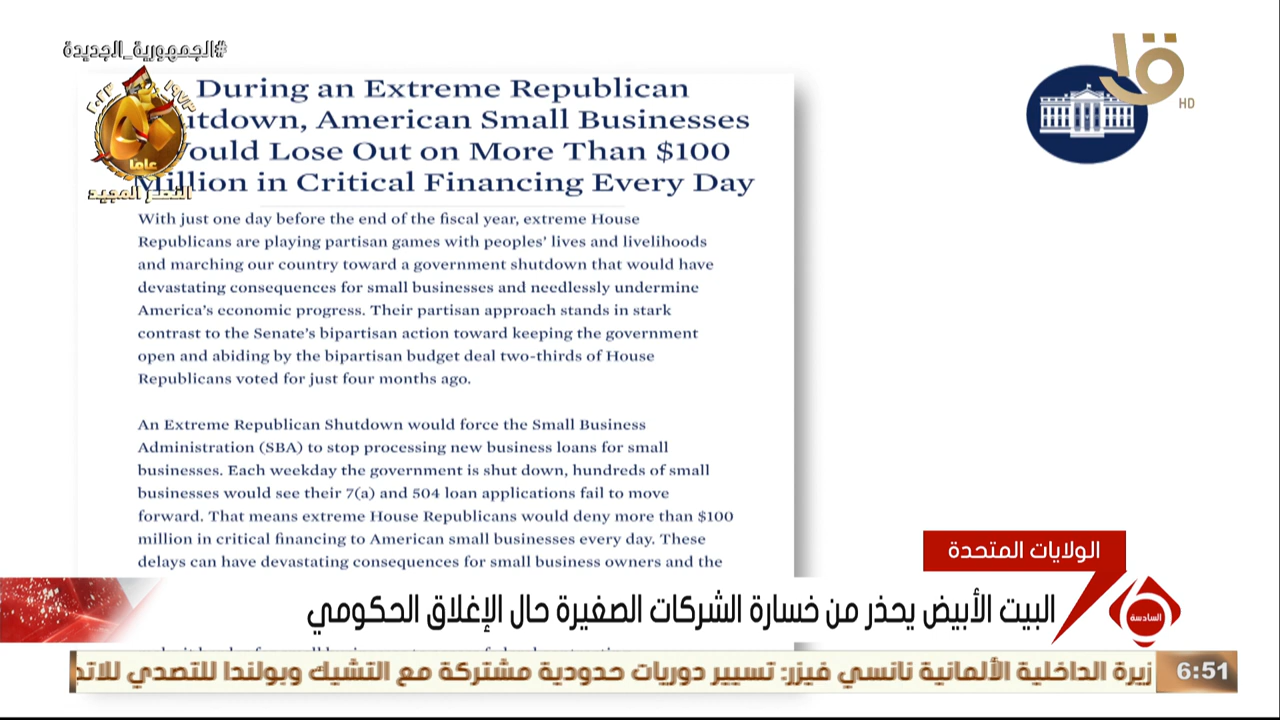 #الجمهورية_الجديدة
During an Extreme Republican
utdown, American Small Businesses
ould Lose Out on More Than $100
Million in Critical Financing Every Day
HD
عاما
النصر المجيد
With just one day before the end of the fiscal year, extreme House
Republicans are playing partisan games with peoples' lives and livelihoods
and marching our country toward a government shutdown that would have
devastating consequences for small businesses and needlessly undermine
America's economic progress. Their partisan approach stands in stark
contrast to the Senate's bipartisan action toward keeping the government
open and abiding by the bipartisan budget deal two-thirds of House
Republicans voted for just four months ago.
An Extreme Republican Shutdown would force the Small Business
Administration (SBA) to stop processing new business loans for small
businesses. Each weekday the government is shut down, hundreds of small
businesses would see their 7(a) and 504 loan applications fail to move
forward. That means extreme House Republicans would deny more than $100
million in critical financing to American small businesses every day. These
delays can have devastating consequences for small business owners and the
الولايات المتحدة
البيت الأبيض يحذر من خسارة الشركات الصغيرة حال الإغلاق الحكومي
السادسة
زيرة الداخلية الألمانية نانسي فيزر: تسيير دوريات حدودية مشتركة مع التشيك وبولندا للتصدي للاتج
6:51